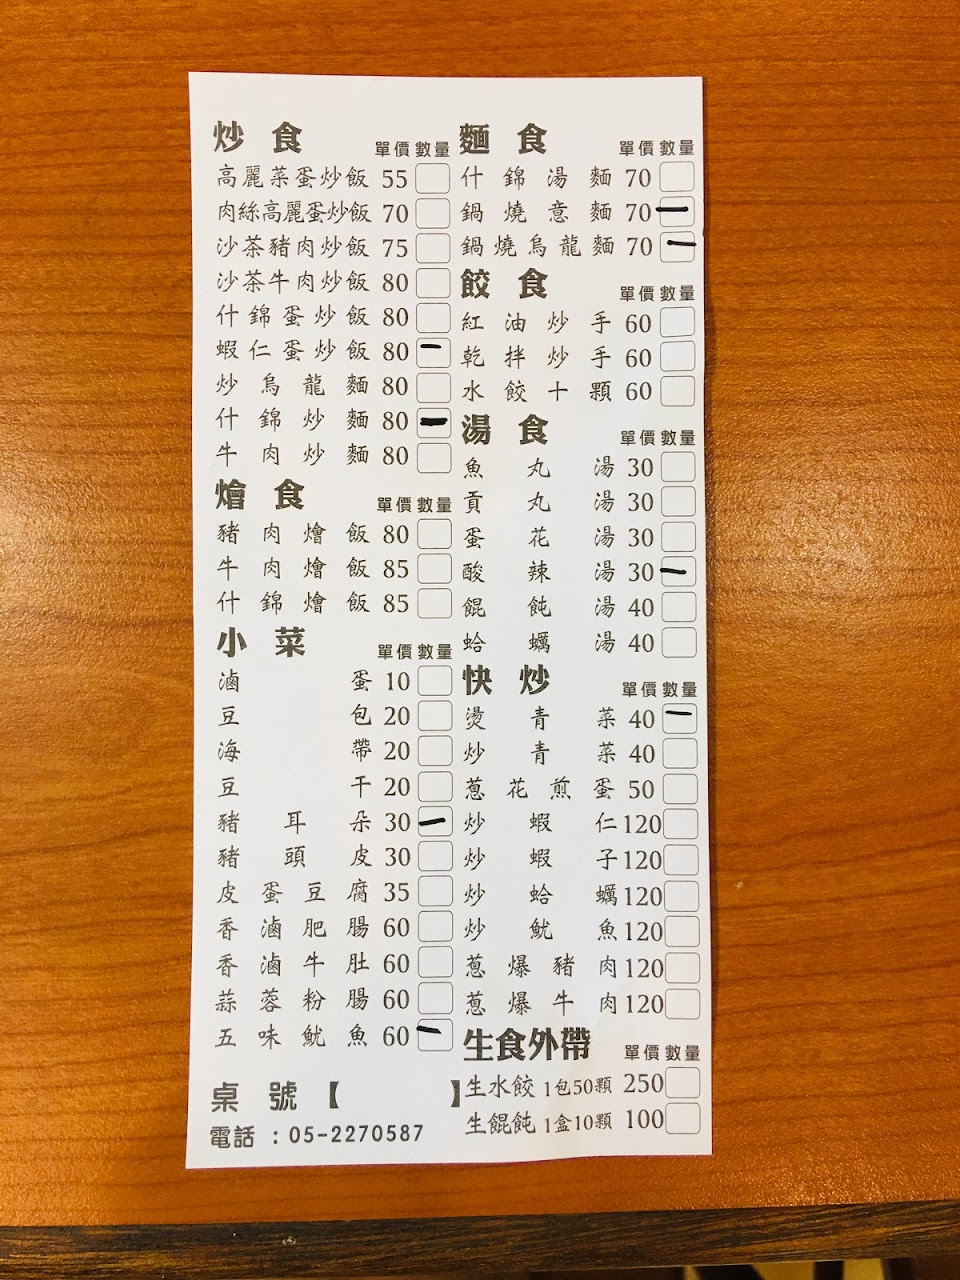 炒食 單價 數量
高麗菜蛋炒飯 55
肉絲高麗蛋炒飯 70
沙茶豬肉炒飯 75
沙茶牛肉炒飯 80
什錦蛋炒飯 80
蝦仁蛋炒飯 80 一
炒烏龍麵 80
什錦炒麵 80 一
牛肉炒麵 80
燴食 單價 數量
豬肉燴飯 80
牛肉燴飯 85
什錦燴飯 85
小菜 單價 數量
滷蛋 10
豆包 20
海帶 20
豆干 20
豬耳朵 30 一
豬頭皮 30
皮蛋豆腐 35
香滷肥腸 60
香滷牛肚 60
蒜蓉粉腸 60
五味魷魚 60 一
桌號【 】
電話：05-2270587
麵食 單價 數量
什錦湯麵 70
鍋燒意麵 70 一
鍋燒烏龍麵 70 一
餃食 單價 數量
紅油炒手 60
乾拌炒手 60
水餃十顆 60
湯食 單價 數量
魚丸湯 30
貢丸湯 30
蛋花湯 30
酸辣湯 30 一
餛飩湯 40
蛤蠣湯 40
快炒 單價 數量
燙青菜 40 一
炒青菜 40
蔥花煎蛋 50
炒蝦仁 120
炒蝦子 120
炒蛤蠣 120
炒魷魚 120
蔥爆豬肉 120
蔥爆牛肉 120
生食外帶 單價 數量
生水餃 1包50顆 250
生餛飩 1盒10顆 100